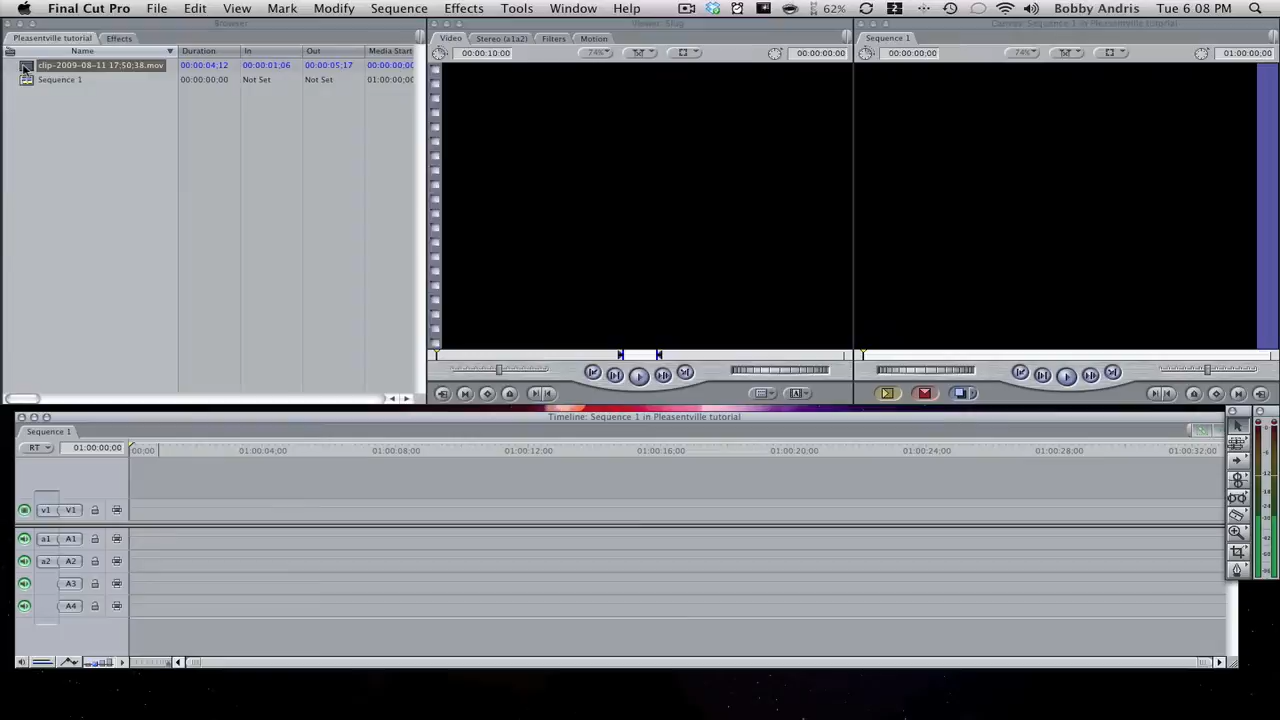 Final Cut Pro File Edit View Mark Modify Sequence Effects Tools Window Help 62% 2 Bobby Andris Tue 6:08 PM
Browser Viewer: Slug Canvas: Sequence 1 in Pleasentville tutorial
Pleasentville tutorial Effects Video Stereo (a1a2) Filters Motion Sequence 1
Name Duration In Out Media Start
00:00:10:00 74% 00:00:00:00 00:00:00;00 74% 01:00:00;00
clip-2009-08-11 17;50;38.mov 00:00:04;12 00:00:01;06 00:00:05;17 00:00:00;00
Sequence 1 00:00:00;00 Not Set Not Set 01:00:00;00
Timeline: Sequence 1 in Pleasentville tutorial
Sequence 1
RT 01:00:00;00 00;00 01:00:04;00 01:00:08;00 01:00:12;00 01:00:16;00 01:00:20;00 01:00:24;00 01:00:28;00 01:00:32;00
v1 V1
a1 A1
a2 A2
A3
A4